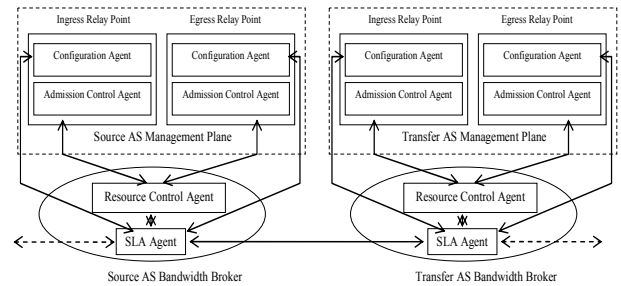 Ingress Relay Point
Egress Relay Point
Configuration Agent
Configuration Agent
Admission Control Agent
Admission Control Agent
Source AS Management Plane
Resource Control Agent
SLA Agent
Source AS Bandwidth Broker
Ingress Relay Point
Egress Relay Point
Configuration Agent
Configuration Agent
Admission Control Agent
Admission Control Agent
Transfer AS Management Plane
Resource Control Agent
SLA Agent
Transfer AS Bandwidth Broker